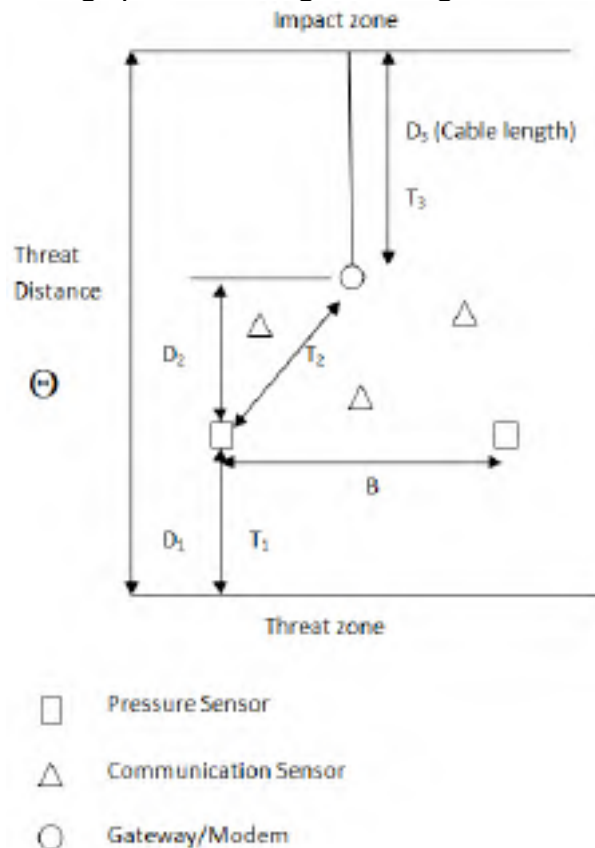 Impact zone
D₃ (Cable length)
T₃
Threat
Distance
D₂
T₂
Θ
B
D₁
T₁
Threat zone
Pressure Sensor
Communication Sensor
Gateway/Modem